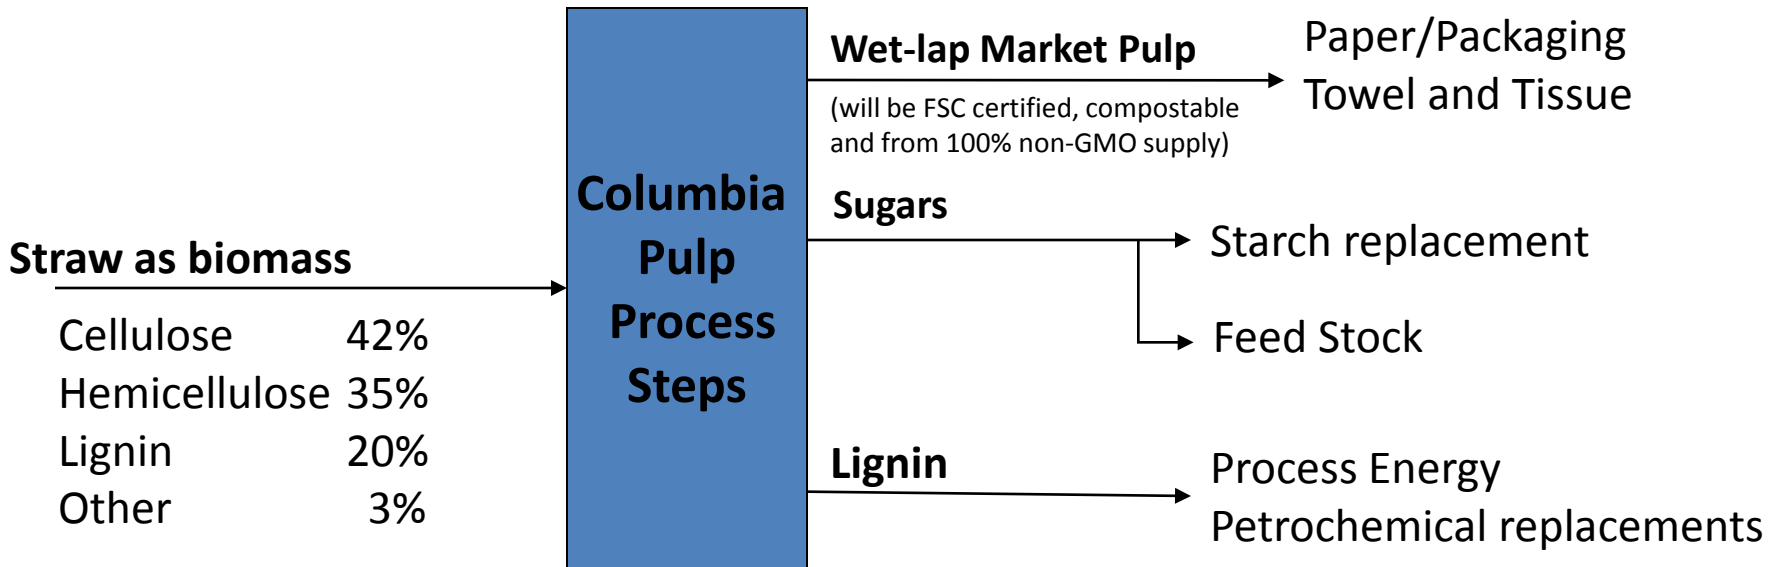 Straw as biomass
Cellulose 42%
Hemicellulose 35%
Lignin 20%
Other 3%
Columbia
Pulp
Process
Steps
Wet-lap Market Pulp
(will be FSC certified, compostable
and from 100% non-GMO supply)
Paper/Packaging
Towel and Tissue
Sugars
Starch replacement
Feed Stock
Lignin
Process Energy
Petrochemical replacements